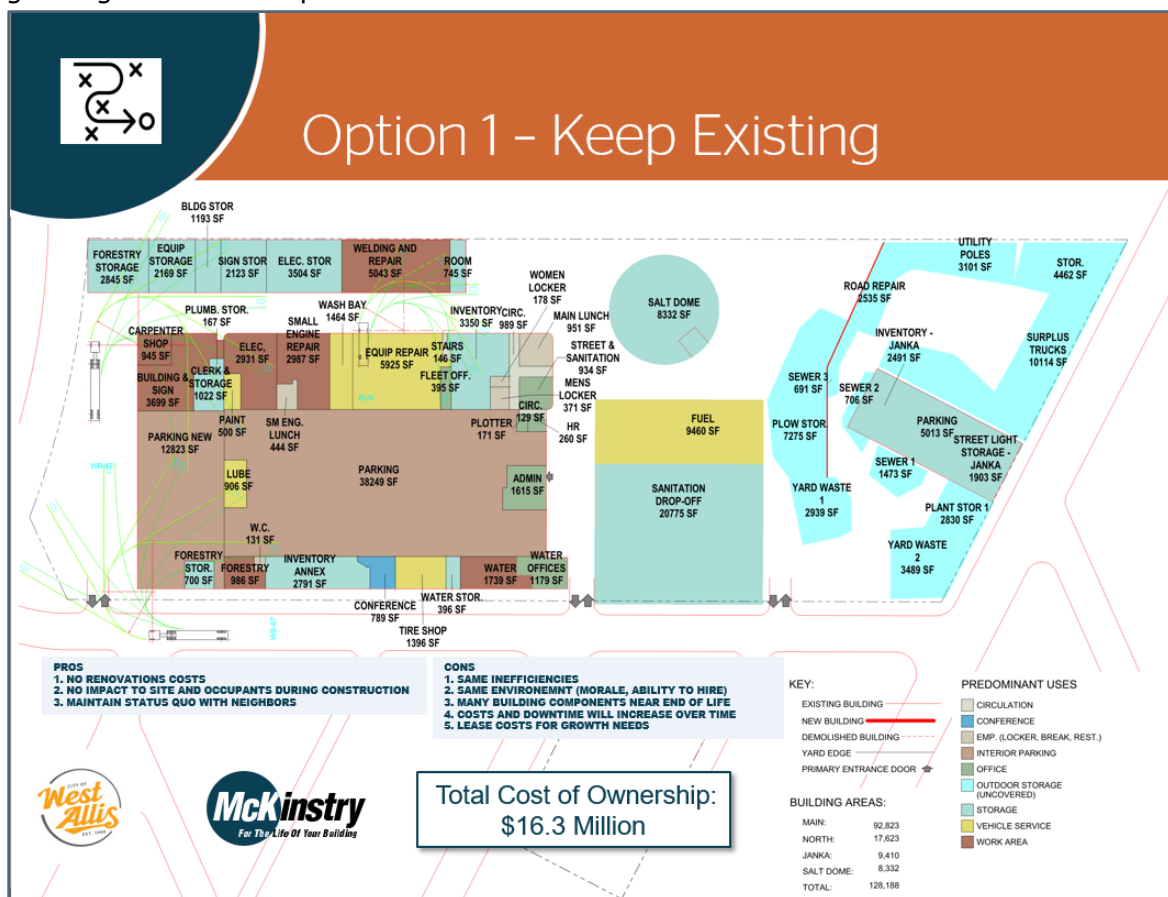 Option 1 – Keep Existing
BLDG STOR
1193 SF
FORESTRY
STORAGE
2845 SF
EQUIP
STORAGE
2169 SF
SIGN STOR
2123 SF
ELEC. STOR
3504 SF
WELDING AND
REPAIR
5043 SF
ROOM
745 SF
PLUMB. STOR.
167 SF
WASH BAY
1464 SF
SMALL
ENGINE
REPAIR
2987 SF
CARPENTER
SHOP
945 SF
ELEC,
2931 SF
EQUIP REPAIR
5925 SF
STAIRS
146 SF
INVENTORY
3350 SF
CIRC.
989 SF
WOMEN
LOCKER
178 SF
MAIN LUNCH
951 SF
STREET &
SANITATION
934 SF
MENS
LOCKER
371 SF
BUILDING &
SIGN
3699 SF
CLERK &
STORAGE
1022 SF
FLEET OFF.
395 SF
PAINT
500 SF
SM ENG.
LUNCH
444 SF
PLOTTER
171 SF
CIRC.
129 SF
HR
260 SF
PARKING NEW
12823 SF
LUBE
906 SF
PARKING
38249 SF
ADMIN
1615 SF
W.C.
131 SF
FORESTRY
STOR.
700 SF
FORESTRY
986 SF
INVENTORY
ANNEX
2791 SF
CONFERENCE
789 SF
TIRE SHOP
1396 SF
WATER STOR.
396 SF
WATER
1739 SF
WATER
OFFICES
1179 SF
WB-67
WB-67
SALT DOME
8332 SF
FUEL
9460 SF
SANITATION
DROP-OFF
20775 SF
UTILITY
POLES
3101 SF
STOR.
4462 SF
ROAD REPAIR
2535 SF
INVENTORY -
JANKA
2491 SF
SURPLUS
TRUCKS
10114 SF
SEWER 3
691 SF
SEWER 2
706 SF
PLOW STOR.
7275 SF
PARKING
5013 SF
STREET LIGHT
STORAGE -
JANKA
1903 SF
SEWER 1
1473 SF
YARD WASTE
1
2939 SF
PLANT STOR 1
2830 SF
YARD WASTE
2
3489 SF
PROS
1. NO RENOVATIONS COSTS
2. NO IMPACT TO SITE AND OCCUPANTS DURING CONSTRUCTION
3. MAINTAIN STATUS QUO WITH NEIGHBORS
CONS
1. SAME INEFFICIENCIES
2. SAME ENVIRONEMNT (MORALE, ABILITY TO HIRE)
3. MANY BUILDING COMPONENTS NEAR END OF LIFE
4. COSTS AND DOWNTIME WILL INCREASE OVER TIME
5. LEASE COSTS FOR GROWTH NEEDS
KEY:
EXISTING BUILDING
NEW BUILDING
DEMOLISHED BUILDING
YARD EDGE
PRIMARY ENTRANCE DOOR
BUILDING AREAS:
MAIN: 92,823
NORTH: 17,623
JANKA: 9,410
SALT DOME: 8,332
TOTAL: 128,188
PREDOMINANT USES
CIRCULATION
CONFERENCE
EMP. (LOCKER, BREAK, REST.)
INTERIOR PARKING
OFFICE
OUTDOOR STORAGE
(UNCOVERED)
STORAGE
VEHICLE SERVICE
WORK AREA
CITY OF
West
Allis
EST. 1906
McKinstry
For The Life Of Your Building
Total Cost of Ownership:
$16.3 Million